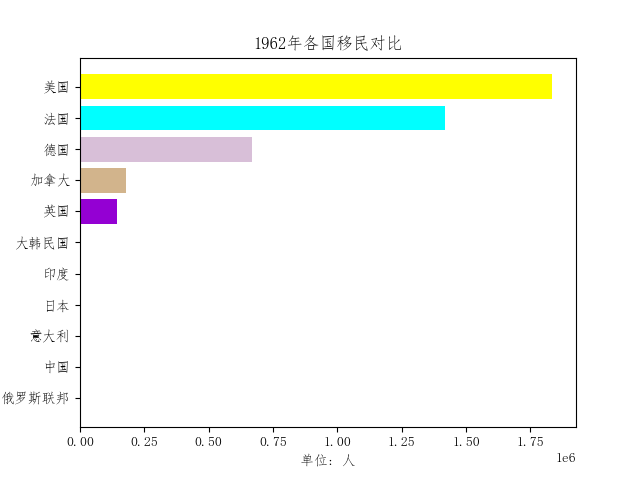 1962年各国移民对比
美国
法国
德国
加拿大
英国
大韩民国
印度
日本
意大利
中国
俄罗斯联邦
0.00 0.25 0.50 0.75 1.00 1.25 1.50 1.75
1e6
单位：人